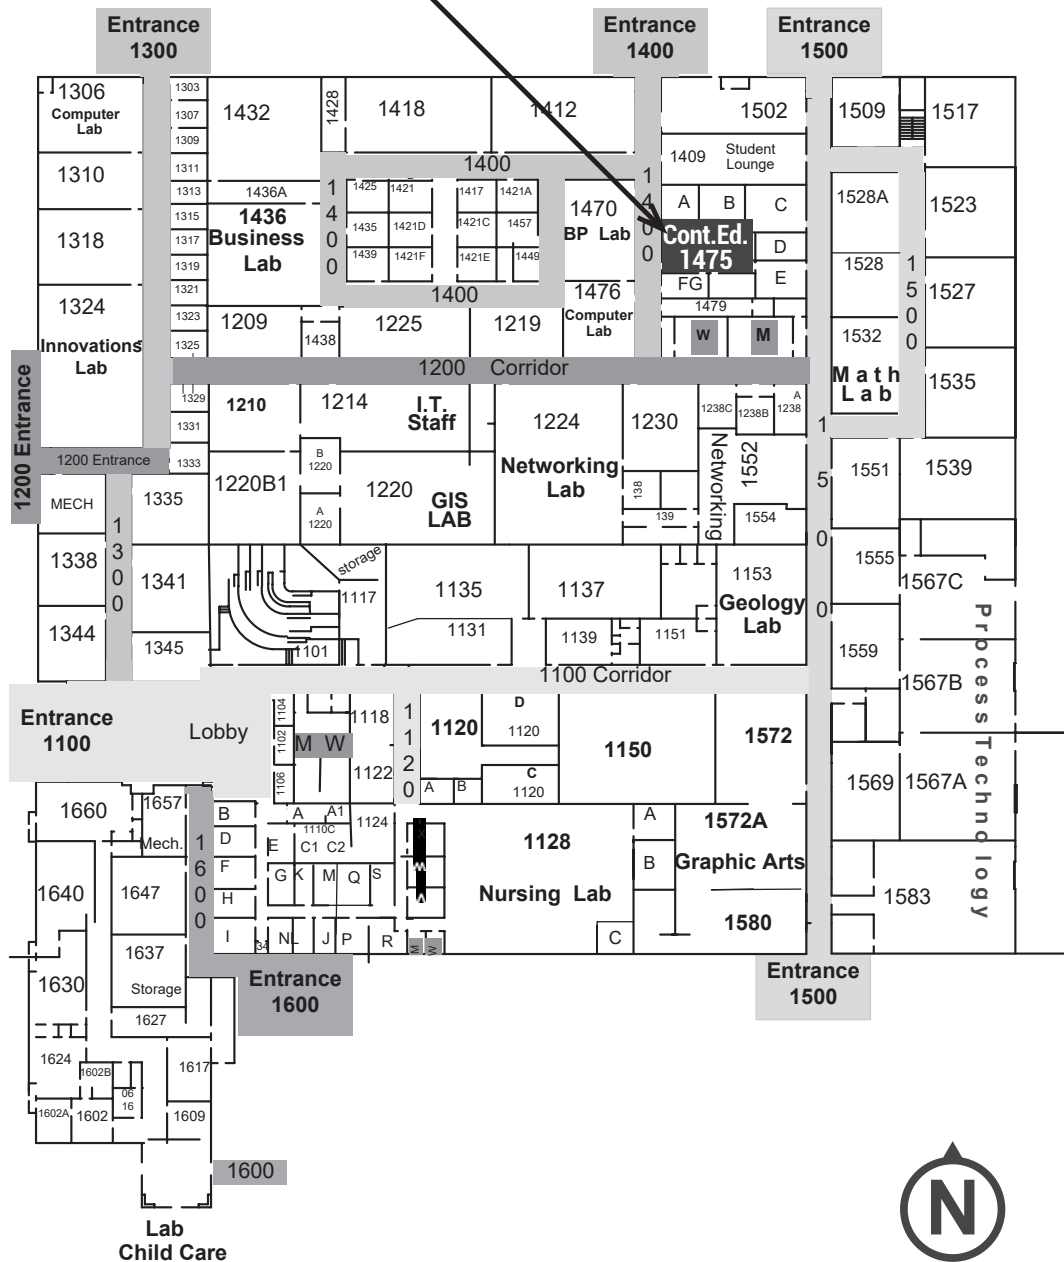 Entrance
1300
Entrance
1400
Entrance
1500
1306
Computer
Lab
1303
1307
1309
1432
1428
1418
1412
1502
1509
1517
1310
1311
1313
1436A
1400
1409
Student
Lounge
1425
1421
1417
1421A
1400
1470
BP Lab
1400
A
B
C
1528A
1523
1318
1315
1317
1319
1436
Business
Lab
1435
1421D
1421C
1457
1439
1421F
1421E
1449
Cont.Ed.
1475
D
E
1528
1500
1324
Innovations
Lab
1321
1323
1325
1400
1476
Computer
Lab
FG
1479
1527
1209
1438
1225
1219
W
M
1532
Math
Lab
1535
1200 Corridor
1200 Entrance
1329
1331
1333
1210
1214
I.T.
Staff
1224
Networking
Lab
1230
1238C
1238B
A
1238
1500
1200 Entrance
1220B1
B
1220
A
1220
1220
GIS
LAB
138
139
Networking
1552
1554
1551
1539
MECH
1300
1335
1338
1341
1344
1345
storage
1117
1101
1135
1137
1131
1139
1151
1153
Geology
Lab
1555
1567C
1559
1567B
Process Technology
1100 Corridor
Entrance
1100
Lobby
1104
1102
1106
M W
1118
1122
1120
1120
A
B
D
1120
C
1120
1150
1572
1569
1567A
1660
1657
Mech.
1600
B
D
F
H
I
A
A1
1110C
C1 C2
E
1124
G
K
M
Q
S
34
NL
J
P
R
M
W
1128
Nursing Lab
A
B
C
1572A
Graphic Arts
1580
1583
1640
1647
1637
Storage
1630
1627
Entrance
1600
Entrance
1500
1624
1602B
1617
06
16
1602A
1602
1609
1600
Lab
Child Care
N